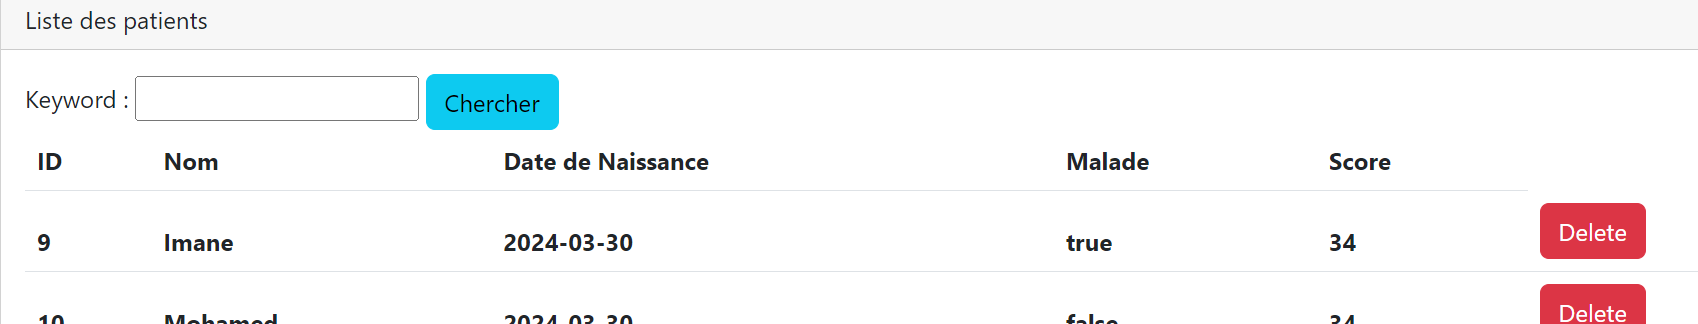 Liste des patients
Keyword : Chercher
ID Nom Date de Naissance Malade Score
9 Imane 2024-03-30 true 34 Delete
10 Mohamed 2024-03-30 false 34 Delete